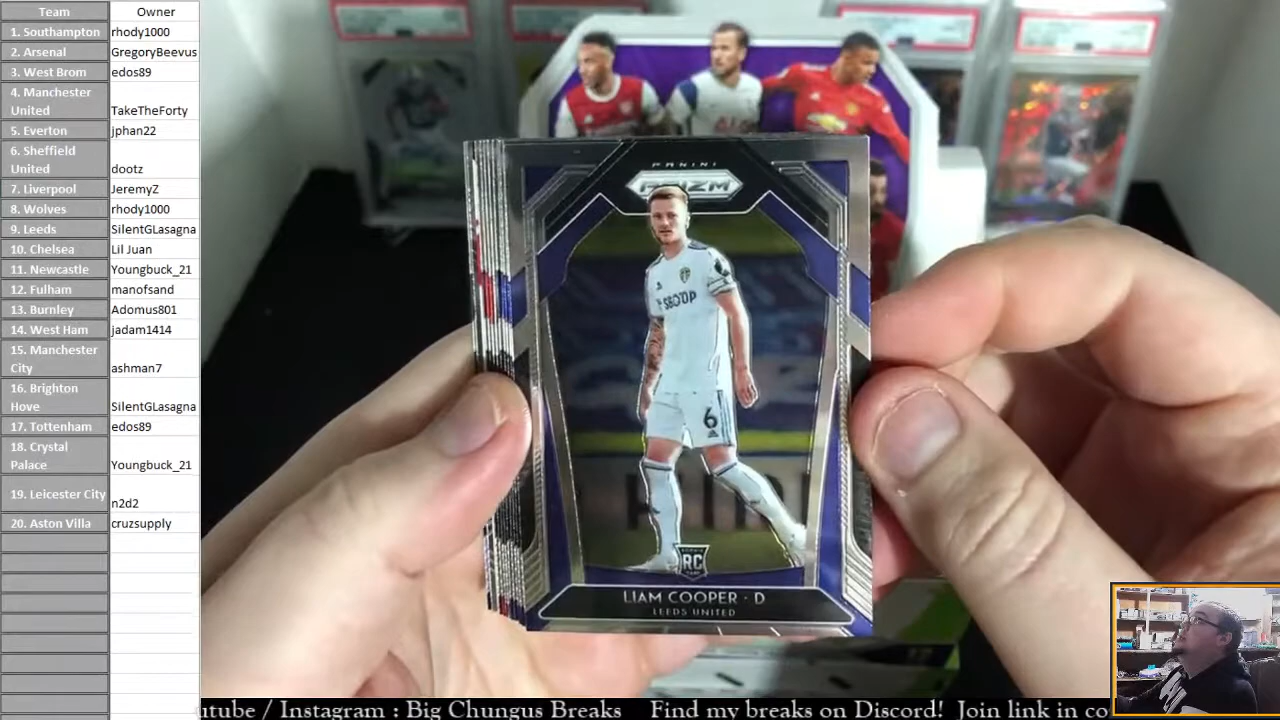 Team Owner
1. Southampton rhody1000
2. Arsenal GregoryBeevus
3. West Brom edos89
4. Manchester
United TakeTheForty
5. Everton jphan22
6. Sheffield
United dootz
7. Liverpool JeremyZ
8. Wolves rhody1000
9. Leeds SilentGLasagna
10. Chelsea Lil Juan
11. Newcastle Youngbuck_21
12. Fulham manofsand
13. Burnley Adomus801
14. West Ham jadam1414
15. Manchester
City ashman7
16. Brighton
Hove SilentGLasagna
17. Tottenham edos89
18. Crystal
Palace Youngbuck_21
19. Leicester City n2d2
20. Aston Villa cruzsupply
PANINI
PRIZM
SBOTOP
6
RC
LIAM COOPER · D
LEEDS UNITED
utube / Instagram : Big Chungus Breaks Find my breaks on Discord! Join link in co